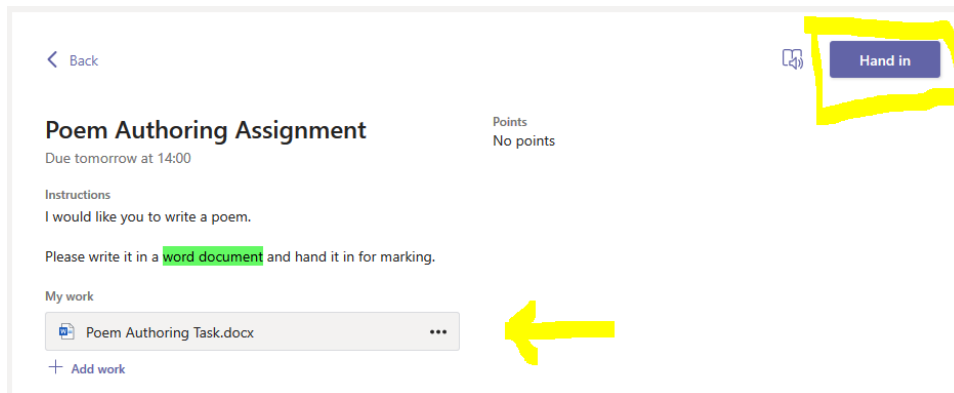 Back
Hand in
Poem Authoring Assignment
Due tomorrow at 14:00
Points
No points
Instructions
I would like you to write a poem.
Please write it in a word document and hand it in for marking.
My work
Poem Authoring Task.docx
+ Add work